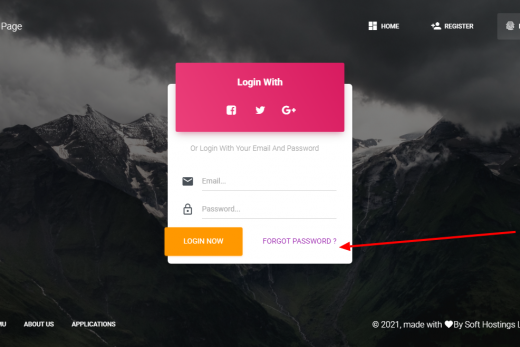 Page
HOME
REGISTER
Login With
Or Login With Your Email And Password
Email...
Password...
LOGIN NOW
FORGOT PASSWORD ?
ABOUT US
APPLICATIONS
© 2021, made with By Soft Hostings